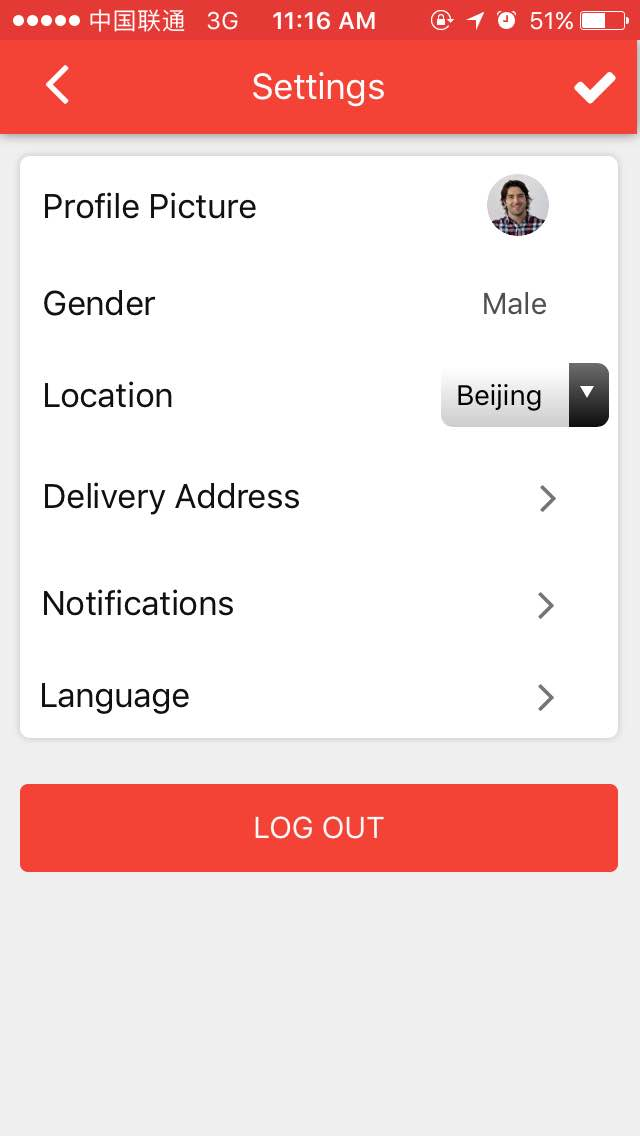 中国联通 3G 11:16 AM 51%
Settings
Profile Picture
Gender Male
Location Beijing
Delivery Address
Notifications
Language
LOG OUT